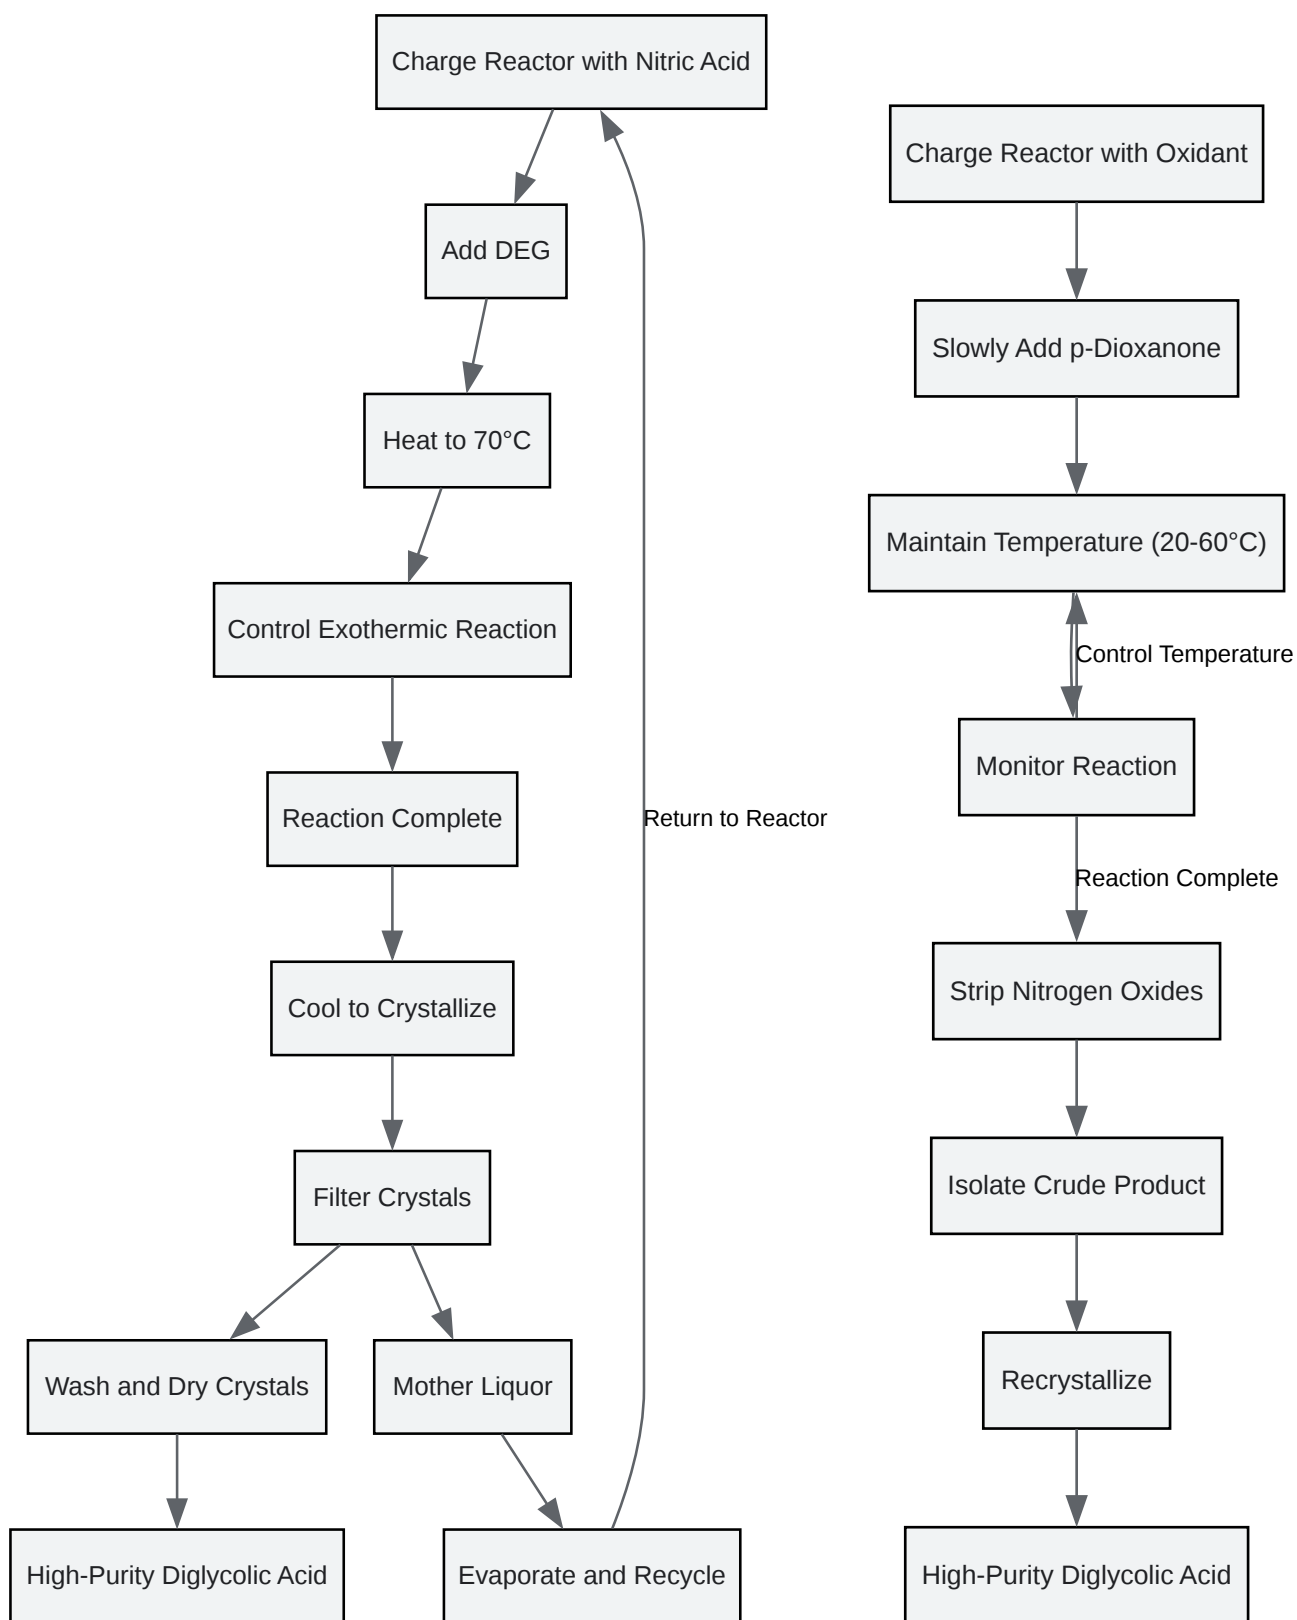 Charge Reactor with Nitric Acid
Add DEG
Heat to 70°C
Control Exothermic Reaction
Reaction Complete
Return to Reactor
Cool to Crystallize
Filter Crystals
Wash and Dry Crystals
Mother Liquor
High-Purity Diglycolic Acid
Evaporate and Recycle
Charge Reactor with Oxidant
Slowly Add p-Dioxanone
Maintain Temperature (20-60°C)
Control Temperature
Monitor Reaction
Reaction Complete
Strip Nitrogen Oxides
Isolate Crude Product
Recrystallize
High-Purity Diglycolic Acid